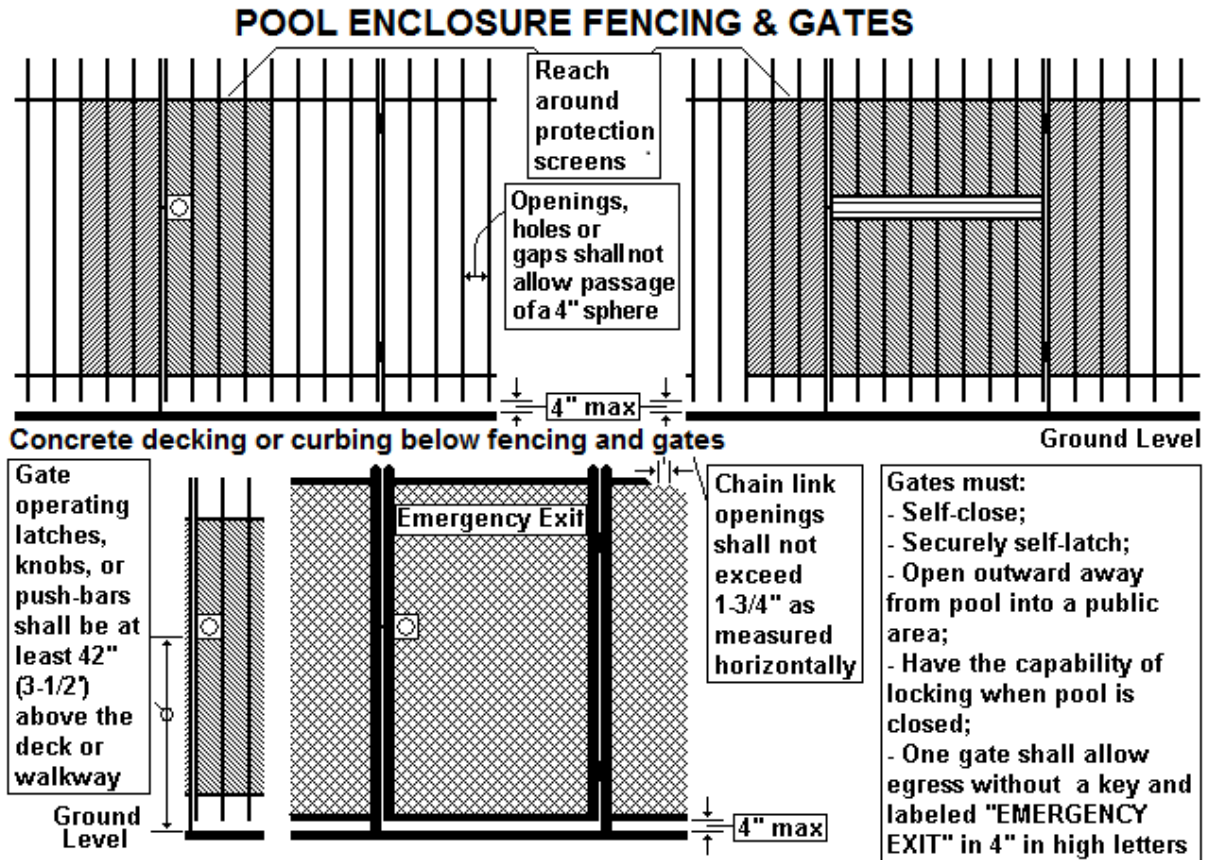 POOL ENCLOSURE FENCING & GATES
Reach
around
protection
screens
Openings,
holes or
gaps shall not
allow passage
of a 4" sphere
4" max
Concrete decking or curbing below fencing and gates
Ground Level
Gate
operating
latches,
knobs, or
push-bars
shall be at
least 42"
(3-1/2')
above the
deck or
walkway
Ground
Level
Emergency Exit
Chain link
openings
shall not
exceed
1-3/4" as
measured
horizontally
4" max
Gates must:
- Self-close;
- Securely self-latch;
- Open outward away
from pool into a public
area;
- Have the capability of
locking when pool is
closed;
- One gate shall allow
egress without a key and
labeled "EMERGENCY
EXIT" in 4" in high letters